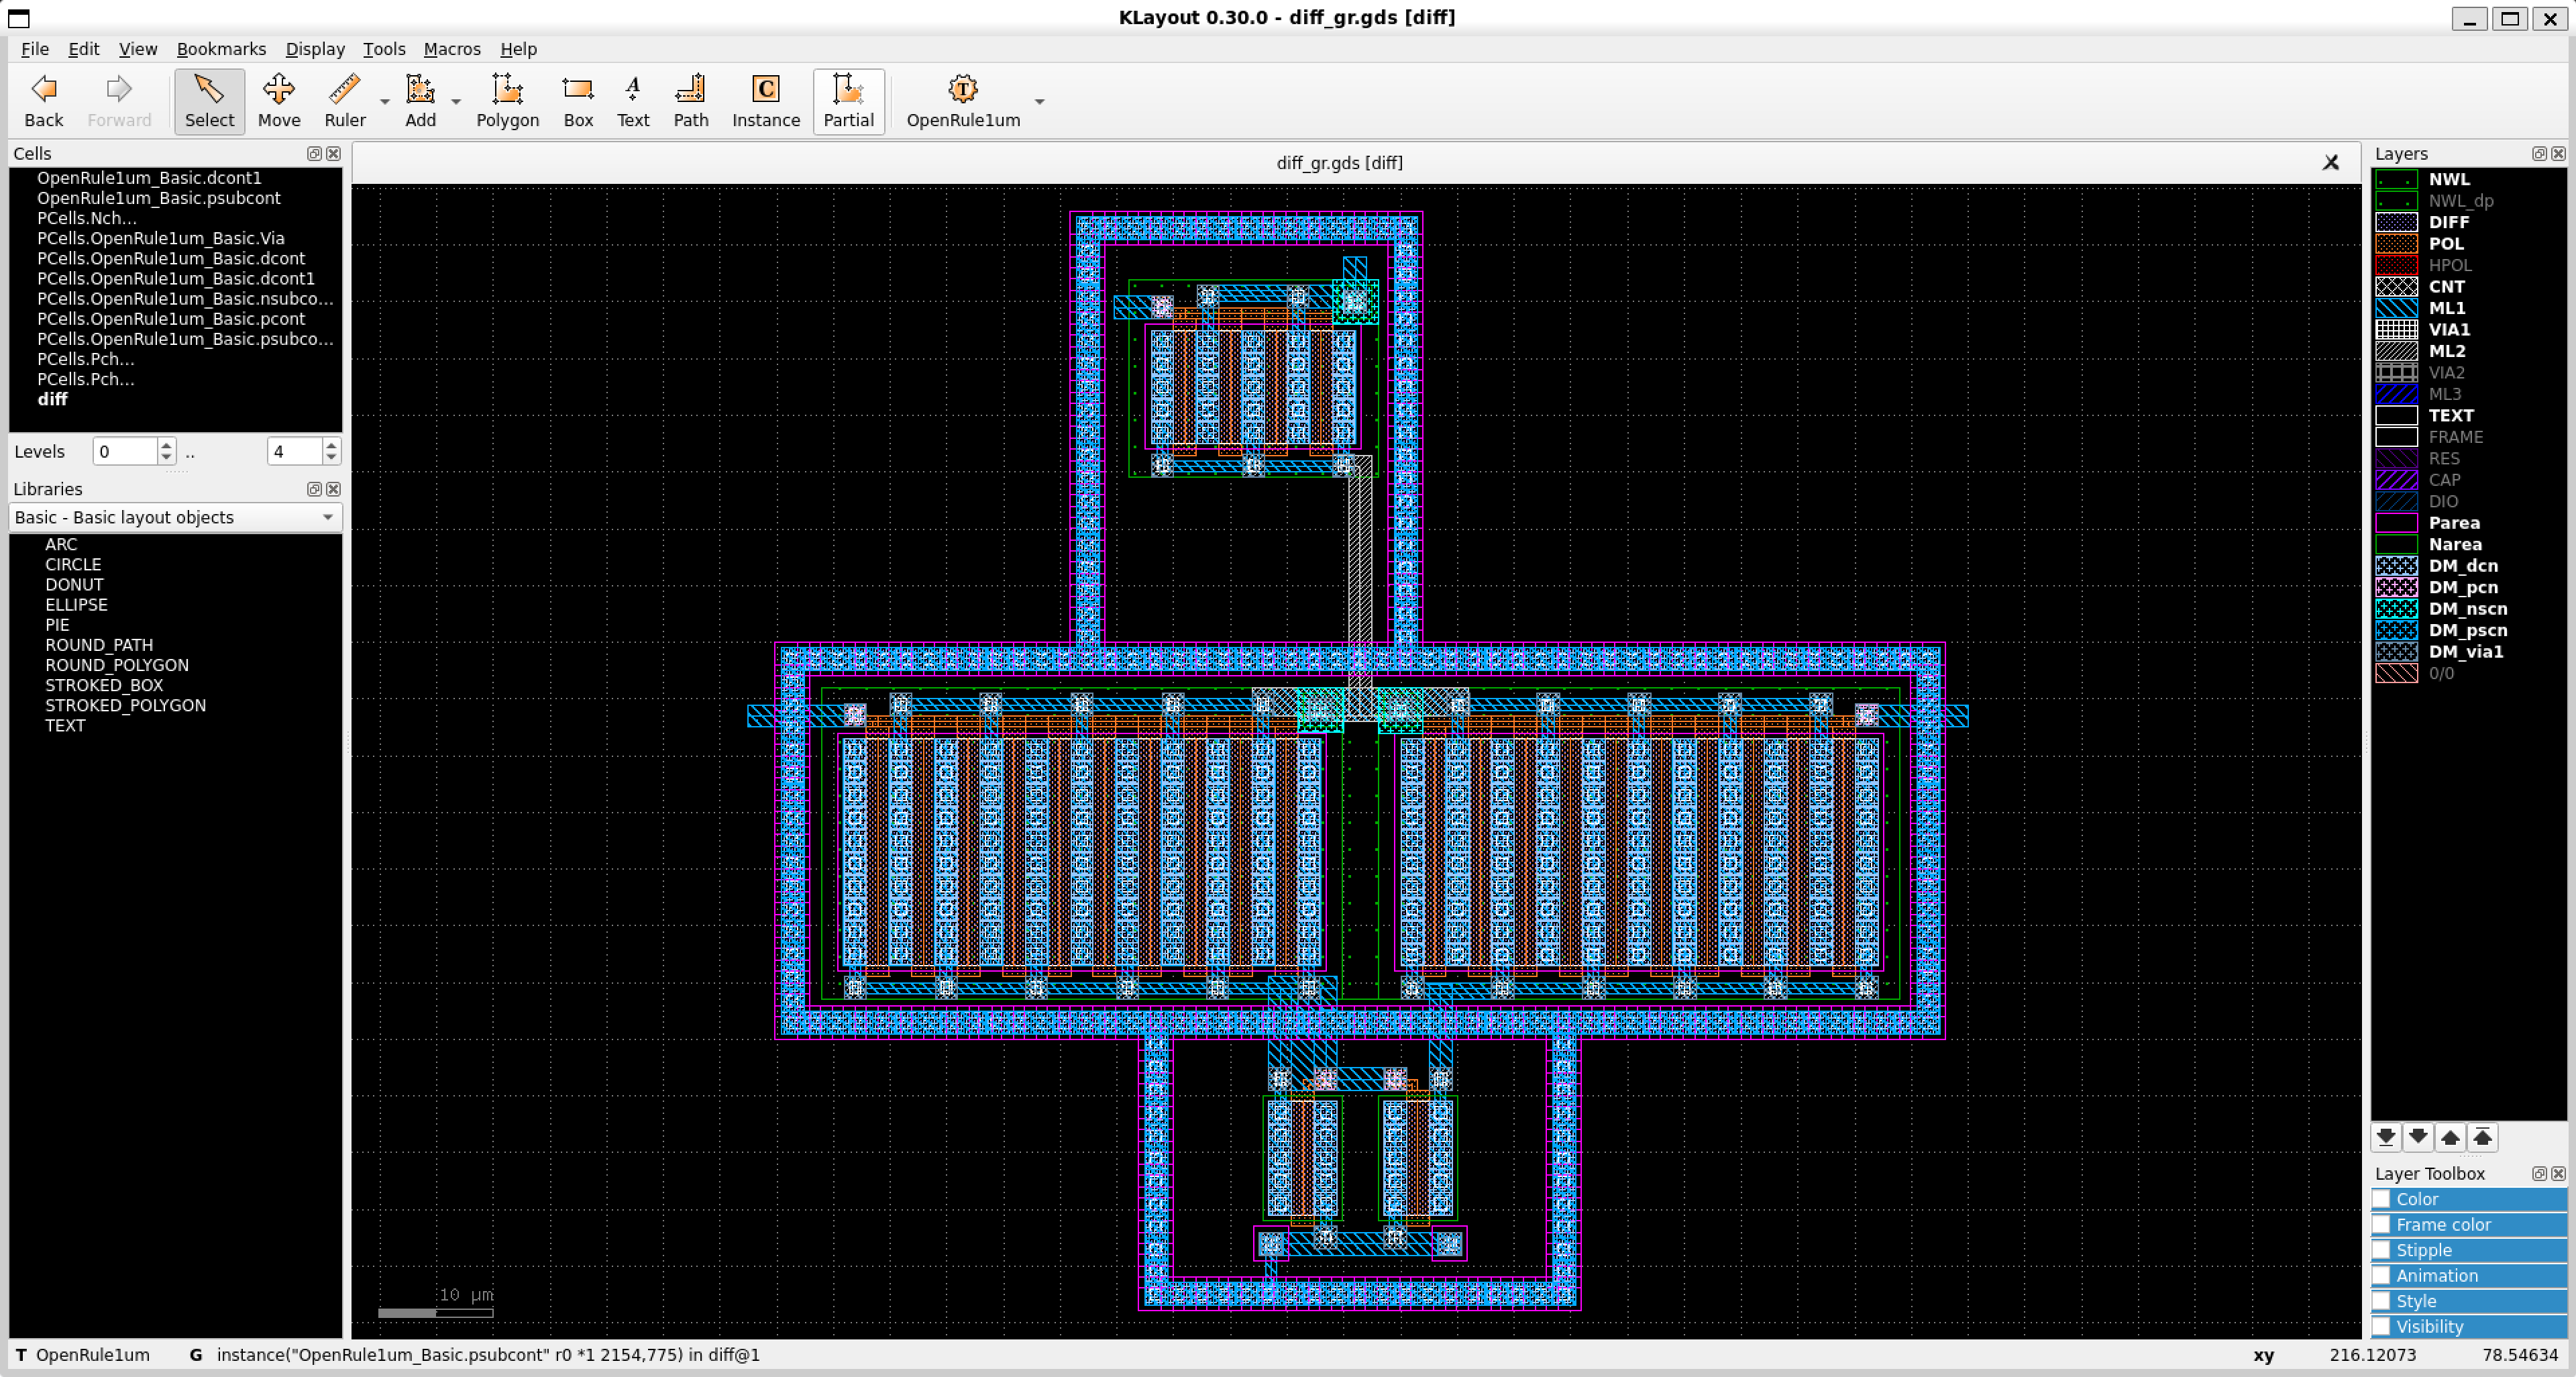 KLayout 0.30.0 - diff_gr.gds [diff]
File Edit View Bookmarks Display Tools Macros Help
Back Forward Select Move Ruler Add Polygon Box Text Path Instance Partial OpenRule1um
Cells
OpenRule1um_Basic.dcont1
OpenRule1um_Basic.psubcont
PCells.Nch...
PCells.OpenRule1um_Basic.Via
PCells.OpenRule1um_Basic.dcont
PCells.OpenRule1um_Basic.dcont1
PCells.OpenRule1um_Basic.nsubco...
PCells.OpenRule1um_Basic.pcont
PCells.OpenRule1um_Basic.psubco...
PCells.Pch...
PCells.Pch...
diff
Levels 0 .. 4
Libraries
Basic - Basic layout objects
ARC
CIRCLE
DONUT
ELLIPSE
PIE
ROUND_PATH
ROUND_POLYGON
STROKED_BOX
STROKED_POLYGON
TEXT
diff_gr.gds [diff]
10 µm
Layers
NWL
NWL_dp
DIFF
POL
HPOL
CNT
ML1
VIA1
ML2
VIA2
ML3
TEXT
FRAME
RES
CAP
DIO
Parea
Narea
DM_dcn
DM_pcn
DM_nscn
DM_pscn
DM_via1
0/0
Layer Toolbox
Color
Frame color
Stipple
Animation
Style
Visibility
T OpenRule1um G instance("OpenRule1um_Basic.psubcont" r0 *1 2154,775) in diff@1 xy 216.12073 78.54634